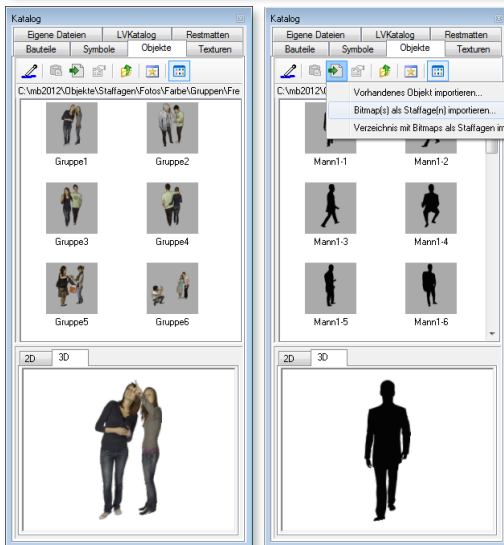 Katalog
Eigene Dateien LVKatalog Restmatten
Bauteile Symbole Objekte Texturen
C:\mb2012\Objekte\Staffagen\Fotos\Farbe\Gruppen\Fre
Gruppe1 Gruppe2
Gruppe3 Gruppe4
Gruppe5 Gruppe6
2D 3D
Katalog
Eigene Dateien LVKatalog Restmatten
Bauteile Symbole Objekte Texturen
C:\mb2012\Ob
Vorhandenes Objekt importieren...
Bitmap(s) als Staffage(n) importieren...
Verzeichnis mit Bitmaps als Staffagen im
Mann1-1 Mann1-2
Mann1-3 Mann1-4
Mann1-5 Mann1-6
2D 3D